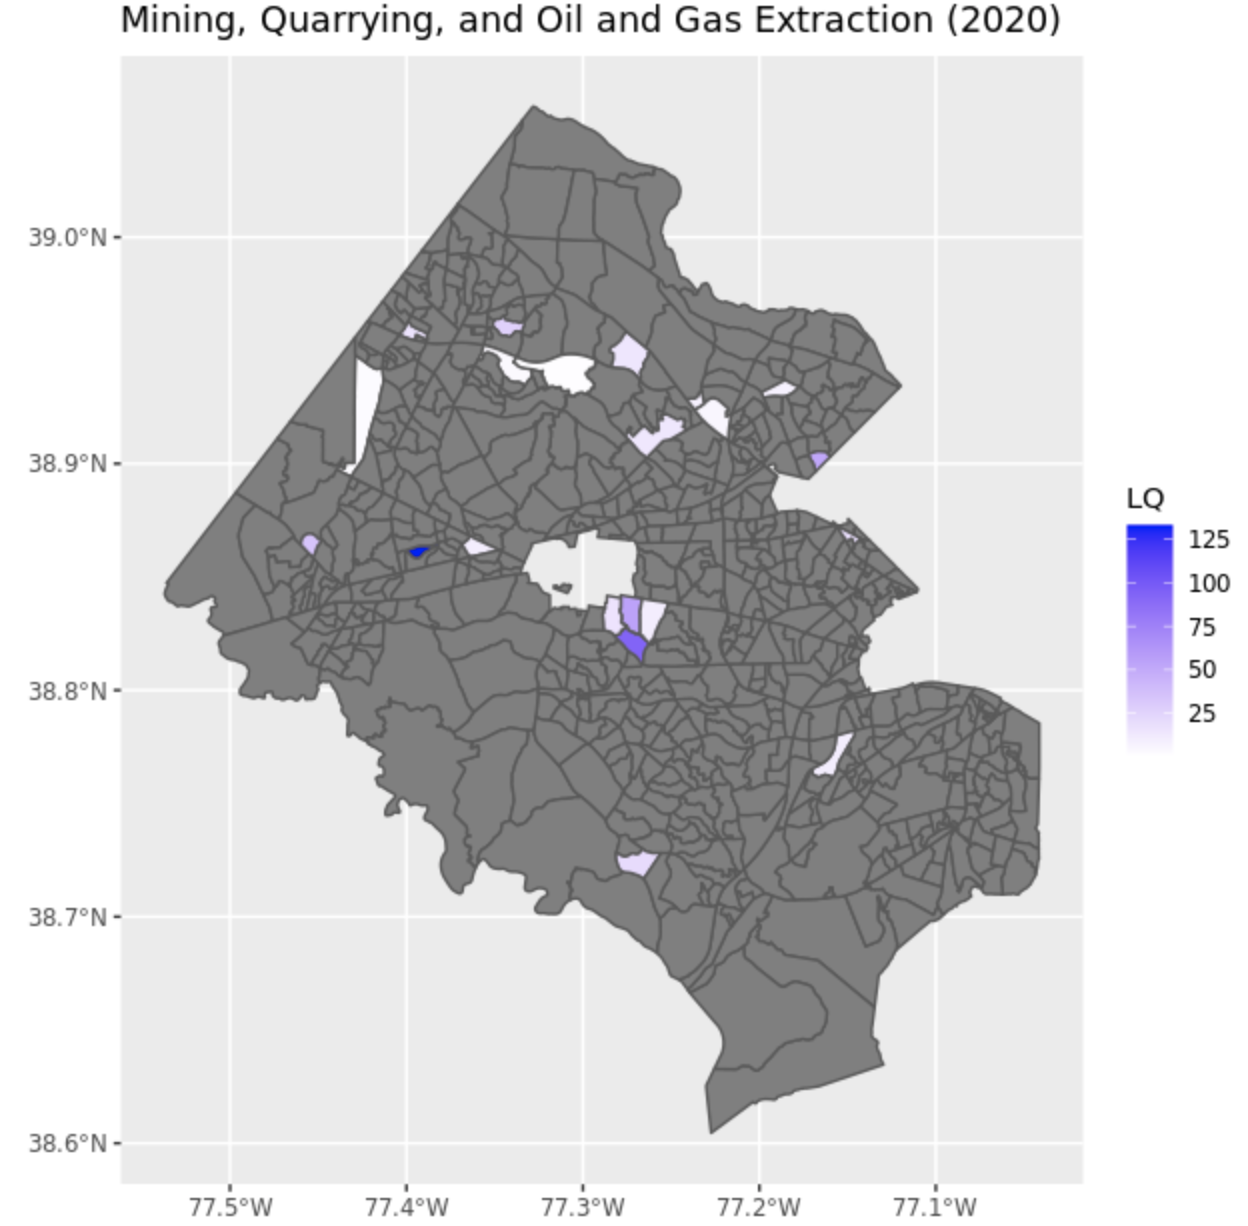 Mining, Quarrying, and Oil and Gas Extraction (2020)
39.0°N
38.9°N
38.8°N
38.7°N
38.6°N
77.5°W 77.4°W 77.3°W 77.2°W 77.1°W
LQ
125
100
75
50
25